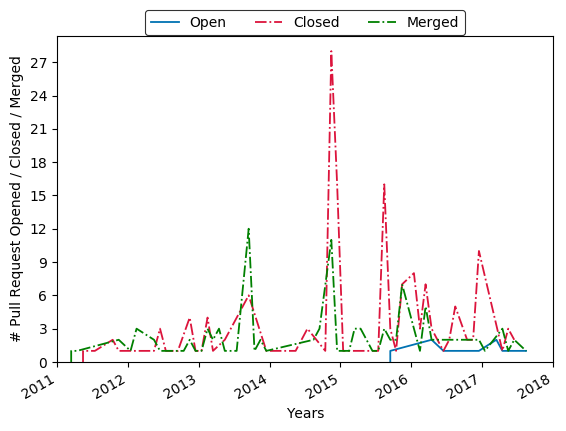 Open Closed Merged
# Pull Request Opened / Closed / Merged
27
24
21
18
15
12
9
6
3
0
2011 2012 2013 2014 2015 2016 2017 2018
Years